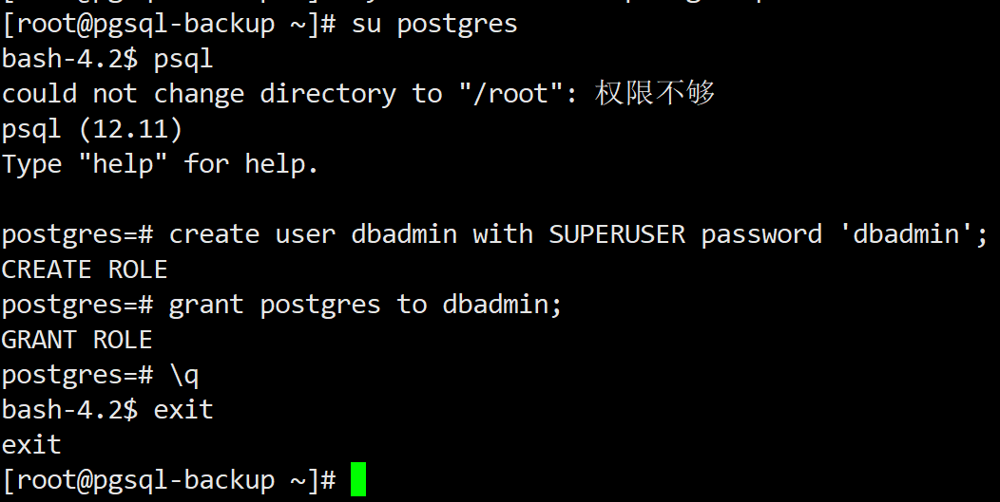 [root@pgsql-backup ~]# su postgres
bash-4.2$ psql
could not change directory to "/root": 权限不够
psql (12.11)
Type "help" for help.
postgres=# create user dbadmin with SUPERUSER password 'dbadmin';
CREATE ROLE
postgres=# grant postgres to dbadmin;
GRANT ROLE
postgres=# \q
bash-4.2$ exit
exit
[root@pgsql-backup ~]#